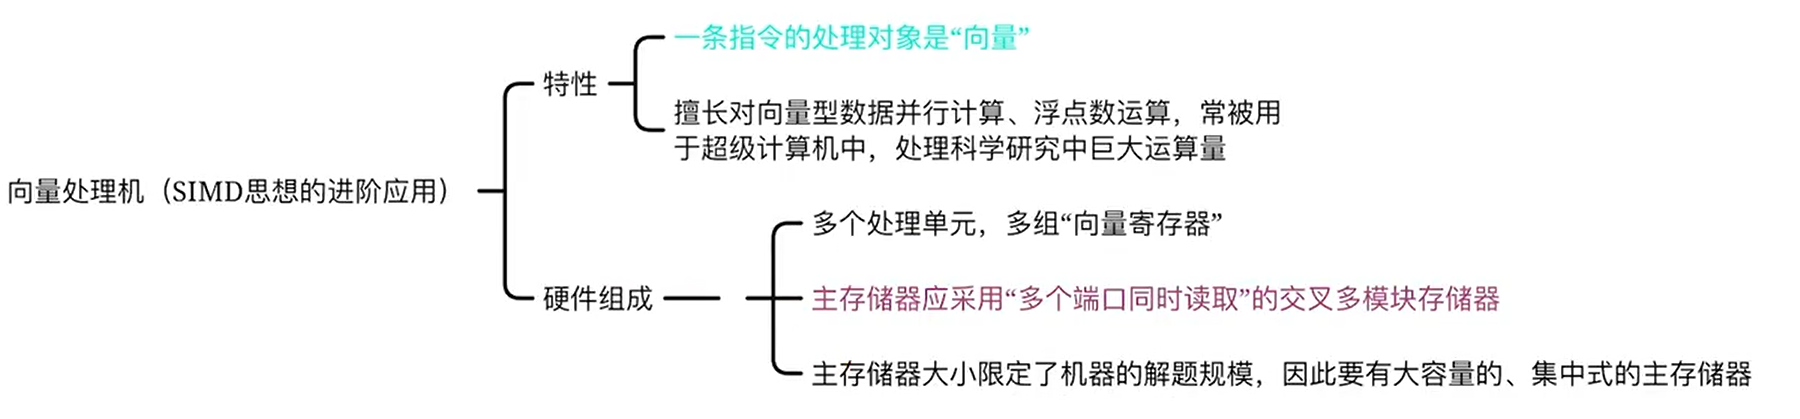 向量处理机（SIMD思想的进阶应用）
特性
一条指令的处理对象是“向量”
擅长对向量型数据并行计算、浮点数运算，常被用
于超级计算机中，处理科学研究中巨大运算量
硬件组成
多个处理单元，多组“向量寄存器”
主存储器应采用“多个端口同时读取”的交叉多模块存储器
主存储器大小限定了机器的解题规模，因此要有大容量的、集中式的主存储器